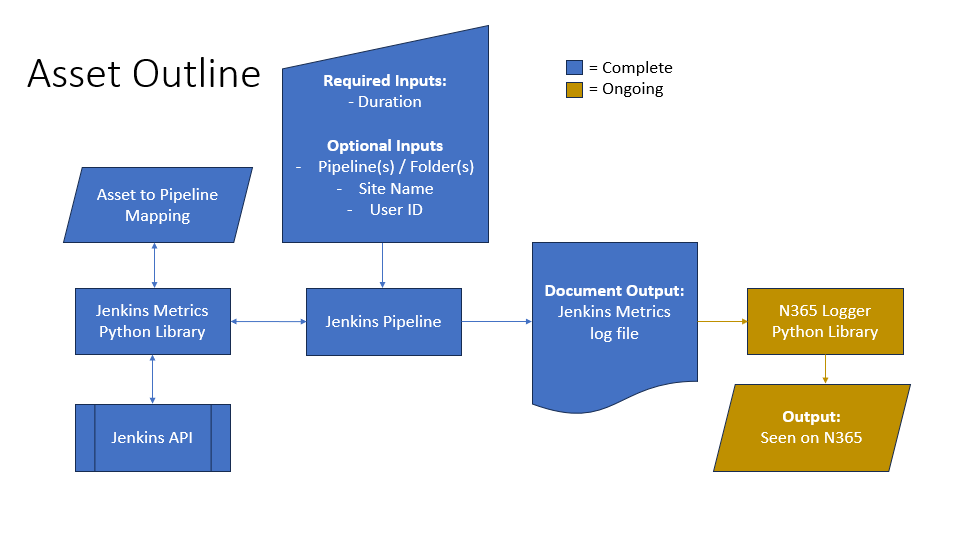 Asset Outline
Required Inputs:
- Duration
Optional Inputs
- Pipeline(s) / Folder(s)
- Site Name
- User ID
= Complete
= Ongoing
Asset to Pipeline
Mapping
Jenkins Metrics
Python Library
Jenkins Pipeline
Document Output:
Jenkins Metrics
log file
N365 Logger
Python Library
Jenkins API
Output:
Seen on N365